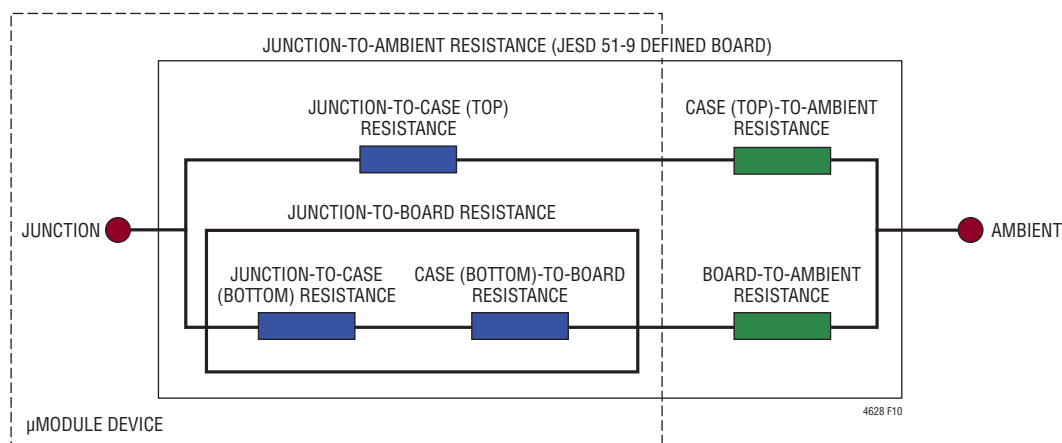 JUNCTION-TO-AMBIENT RESISTANCE (JESD 51-9 DEFINED BOARD)
JUNCTION-TO-CASE (TOP)
RESISTANCE
CASE (TOP)-TO-AMBIENT
RESISTANCE
JUNCTION-TO-BOARD RESISTANCE
JUNCTION
AMBIENT
JUNCTION-TO-CASE
(BOTTOM) RESISTANCE
CASE (BOTTOM)-TO-BOARD
RESISTANCE
BOARD-TO-AMBIENT
RESISTANCE
4628 F10
µMODULE DEVICE